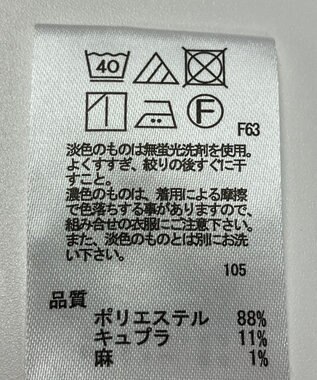 40
F
F63
淡色のものは無蛍光洗剤を使用。
よくすすぎ、絞りの後すぐに干
すこと。
濃色のものは、着用による摩擦
で色落ちする事がありますので、
組み合せの衣服にご注意下さい。
また、淡色のものとは別にお洗
い下さい。
105
品質
ポリエステル 88%
キュプラ 11%
麻 1%